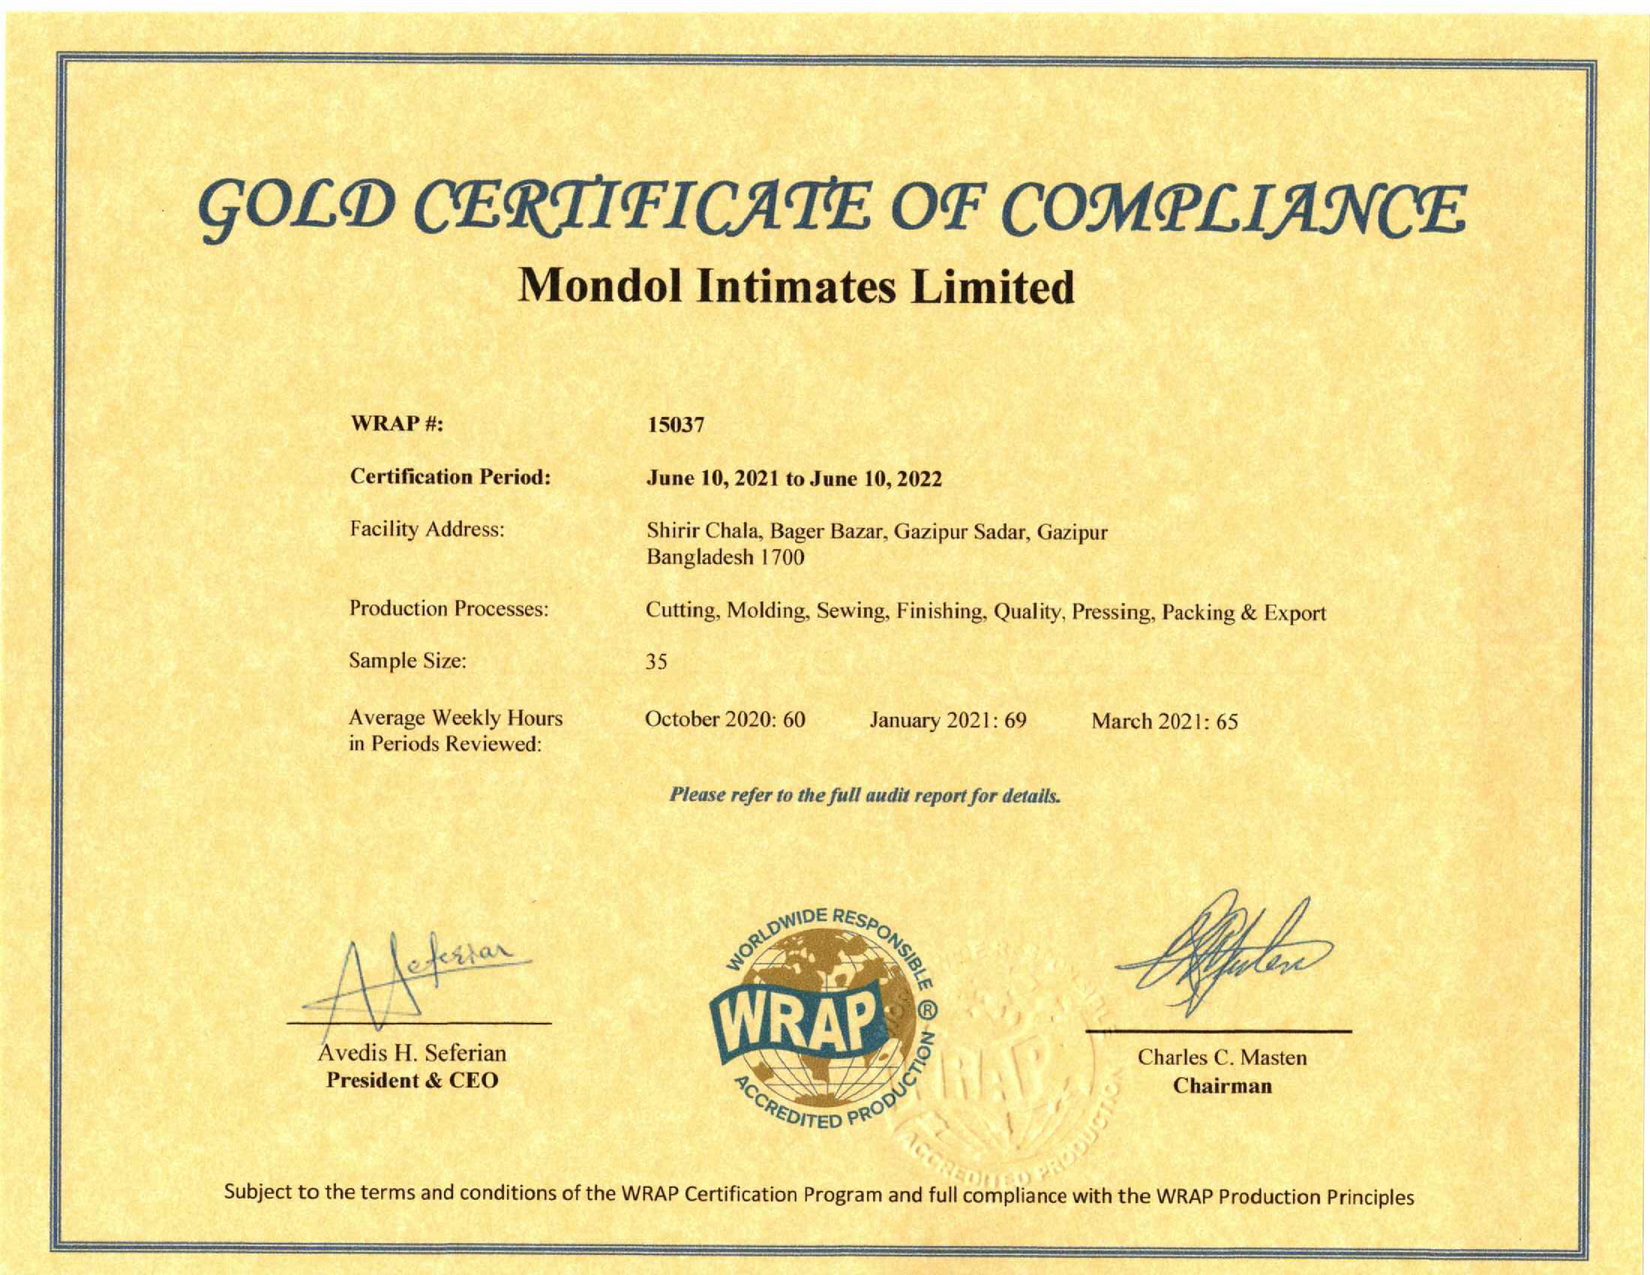 GOLD CERTIFICATE OF COMPLIANCE
Mondol Intimates Limited
WRAP #: 15037
Certification Period: June 10, 2021 to June 10, 2022
Facility Address: Shirir Chala, Bager Bazar, Gazipur Sadar, Gazipur
Bangladesh 1700
Production Processes: Cutting, Molding, Sewing, Finishing, Quality, Pressing, Packing & Export
Sample Size: 35
Average Weekly Hours
in Periods Reviewed:
October 2020: 60 January 2021: 69 March 2021: 65
Please refer to the full audit report for details.
Seferian
Avedis H. Seferian
President & CEO
WORLDWIDE RESPONSIBLE
WRAP
®
ACCREDITED PRODUCTION
WRAP
ACCREDITED PRODUCTION
Charles C. Masten
Chairman
Subject to the terms and conditions of the WRAP Certification Program and full compliance with the WRAP Production Principles